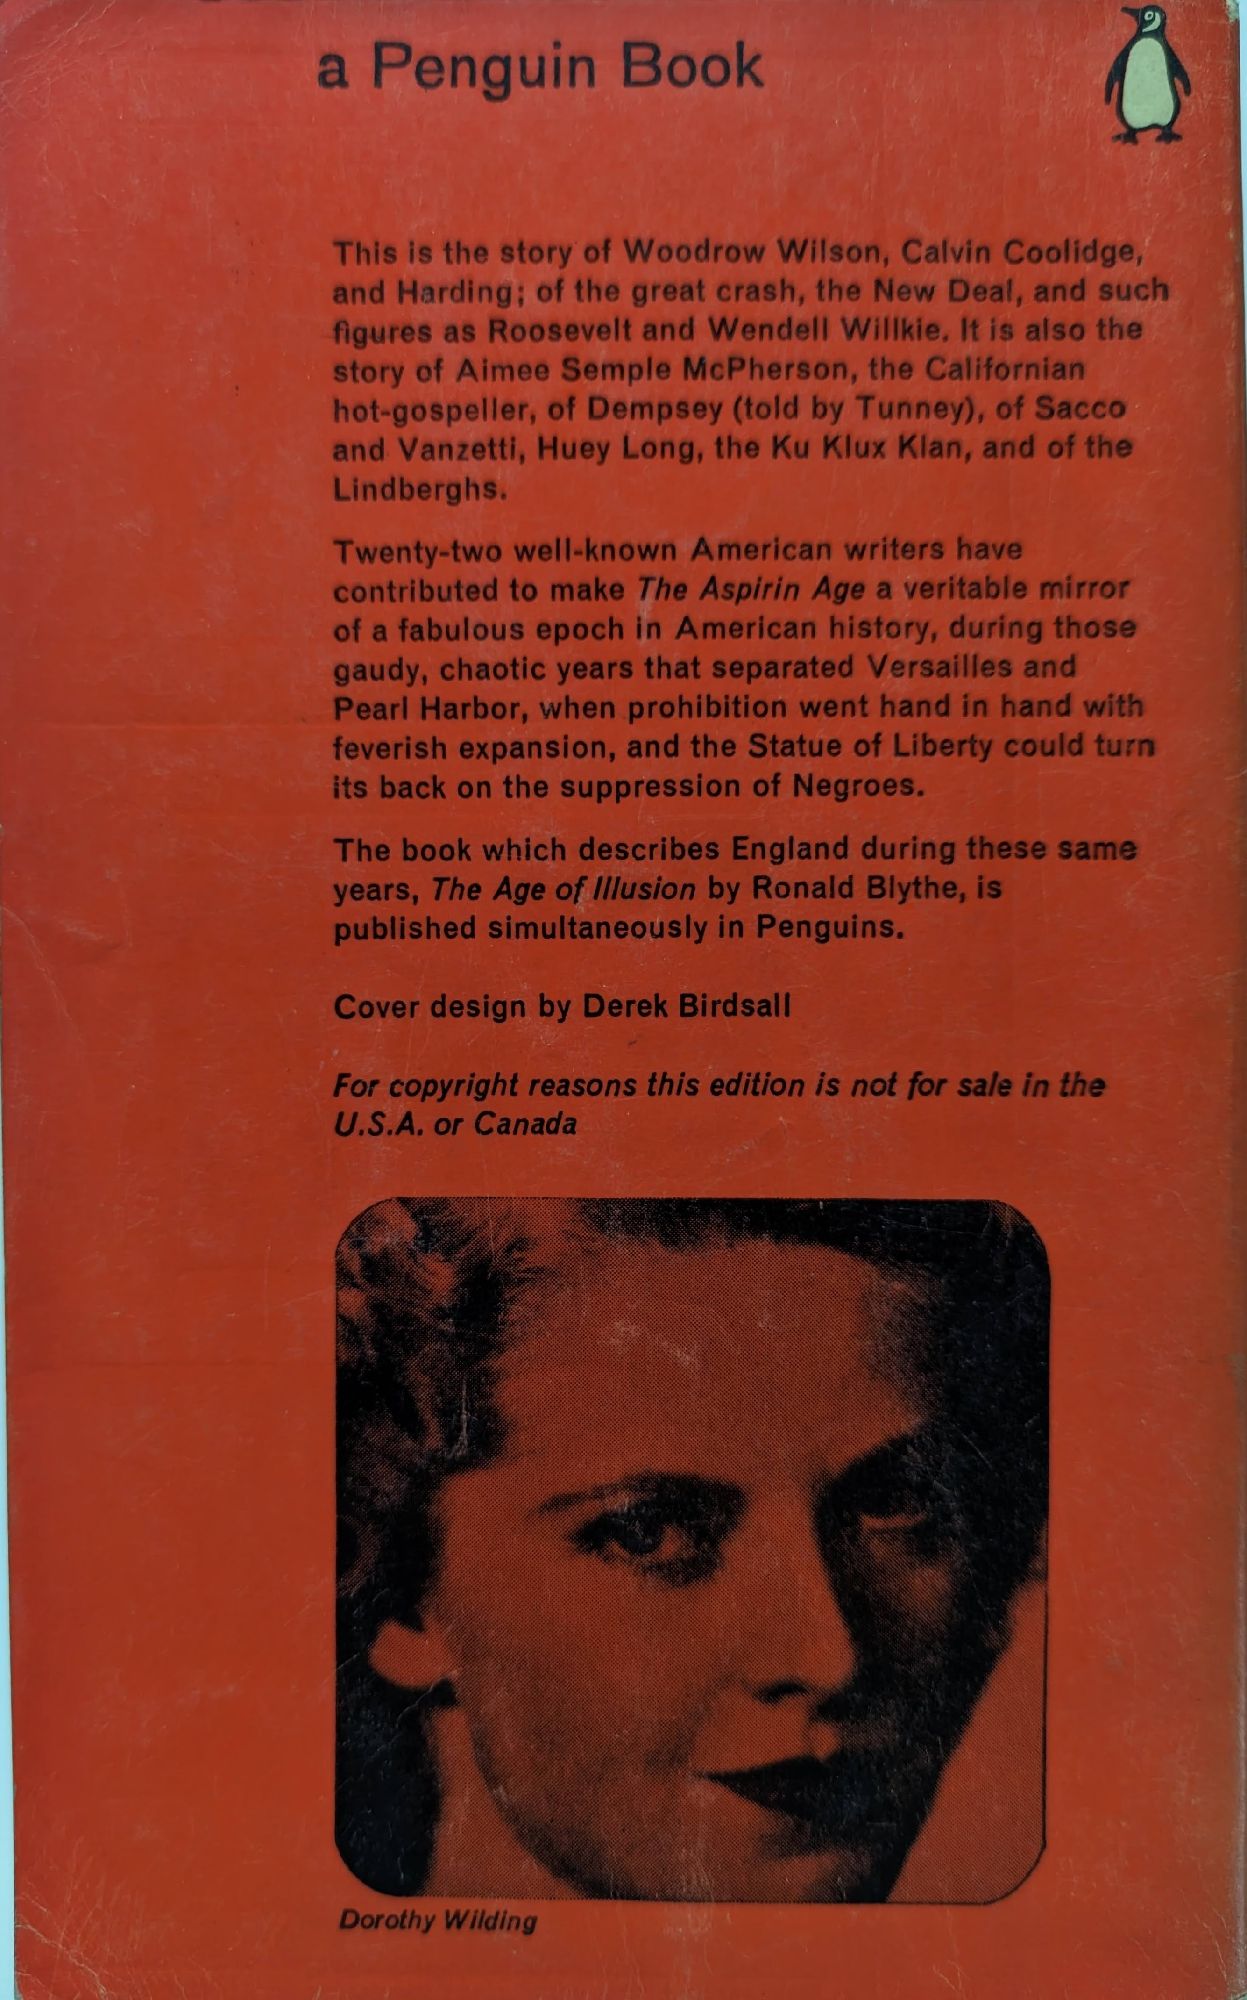 a Penguin Book
This is the story of Woodrow Wilson, Calvin Coolidge,
and Harding; of the great crash, the New Deal, and such
figures as Roosevelt and Wendell Willkie. It is also the
story of Aimee Semple McPherson, the Californian
hot-gospeller, of Dempsey (told by Tunney), of Sacco
and Vanzetti, Huey Long, the Ku Klux Klan, and of the
Lindberghs.
Twenty-two well-known American writers have
contributed to make The Aspirin Age a veritable mirror
of a fabulous epoch in American history, during those
gaudy, chaotic years that separated Versailles and
Pearl Harbor, when prohibition went hand in hand with
feverish expansion, and the Statue of Liberty could turn
its back on the suppression of Negroes.
The book which describes England during these same
years, The Age of Illusion by Ronald Blythe, is
published simultaneously in Penguins.
Cover design by Derek Birdsall
For copyright reasons this edition is not for sale in the
U.S.A. or Canada
Dorothy Wilding